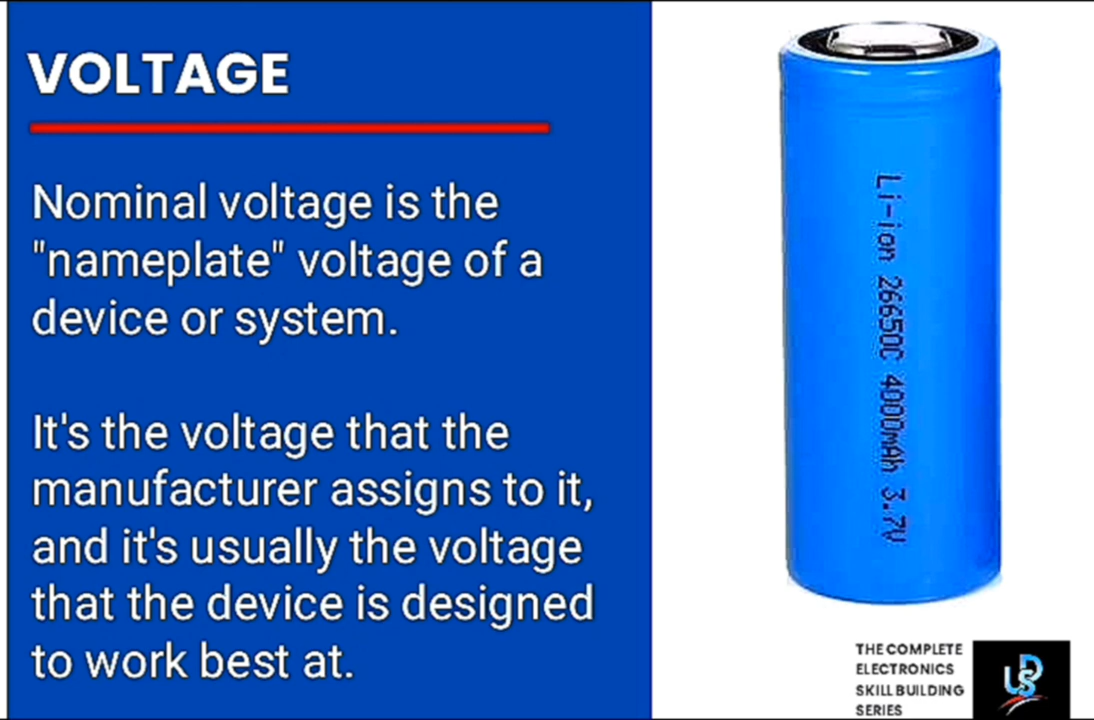 VOLTAGE
Nominal voltage is the
"nameplate" voltage of a
device or system.
It's the voltage that the
manufacturer assigns to it,
and it's usually the voltage
that the device is designed
to work best at.
Li-ion 26650C 4000mAh 3.7V
THE COMPLETE
ELECTRONICS
SKILL BUILDING
SERIES